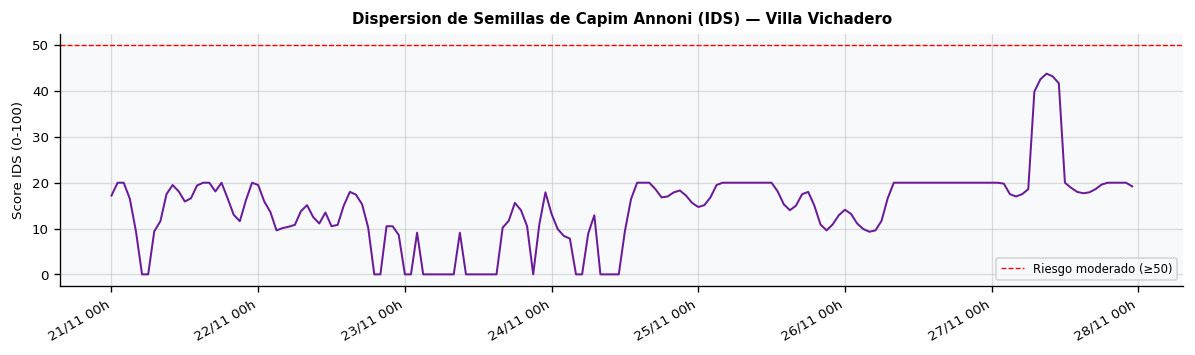 Dispersion de Semillas de Capim Annoni (IDS) — Villa Vichadero
Score IDS (0-100)
50
40
30
20
10
0
Riesgo moderado (≥50)
21/11 00h
22/11 00h
23/11 00h
24/11 00h
25/11 00h
26/11 00h
27/11 00h
28/11 00h